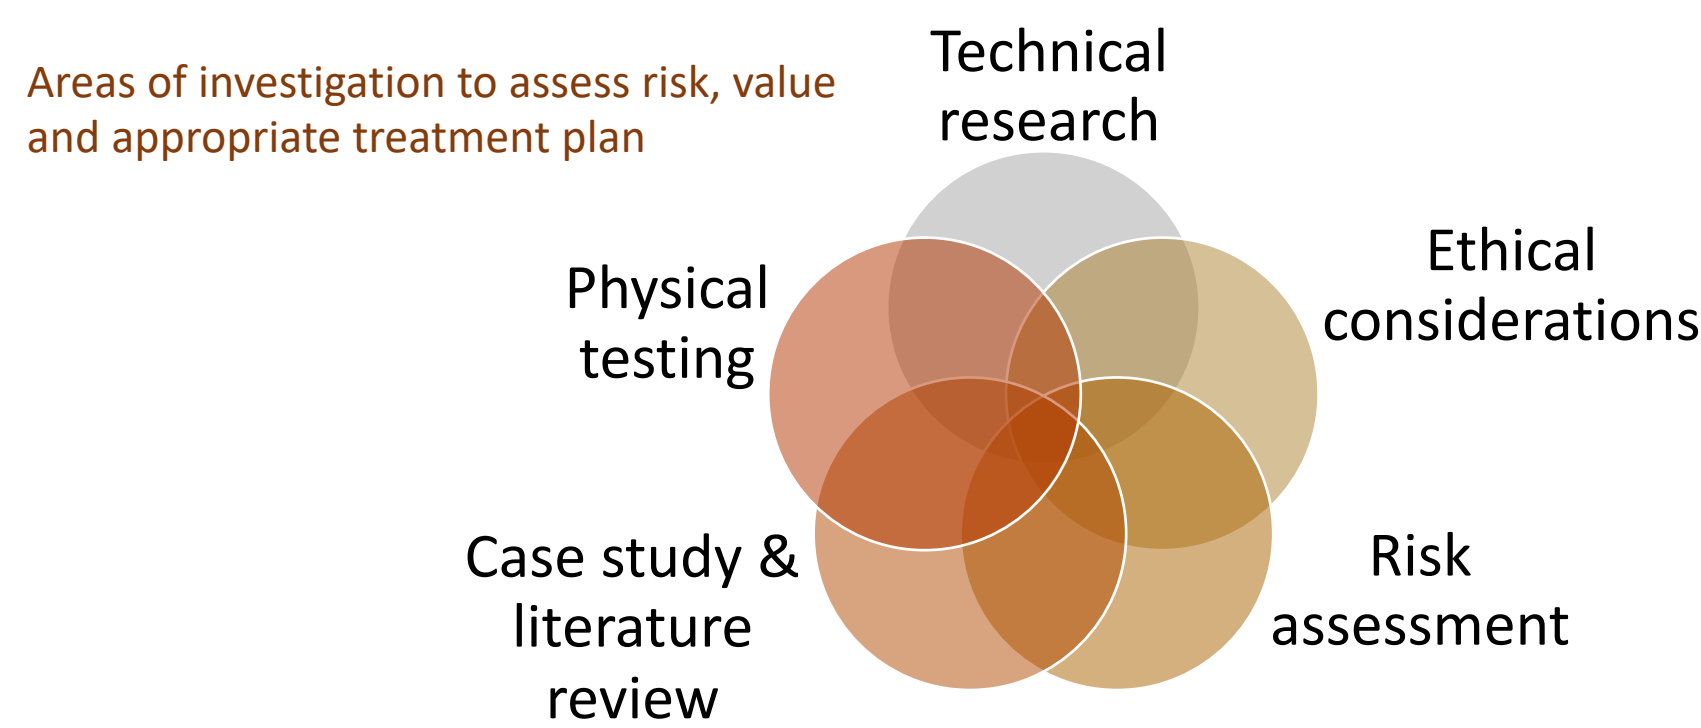 Areas of investigation to assess risk, value
and appropriate treatment plan
Technical
research
Ethical
considerations
Physical
testing
Case study &
literature
review
Risk
assessment